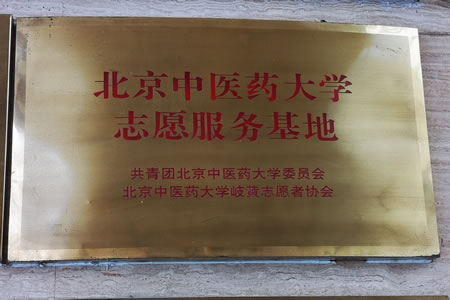 北京中医药大学
志愿服务基地
共青团北京中医药大学委员会
北京中医药大学岐黄志愿者协会